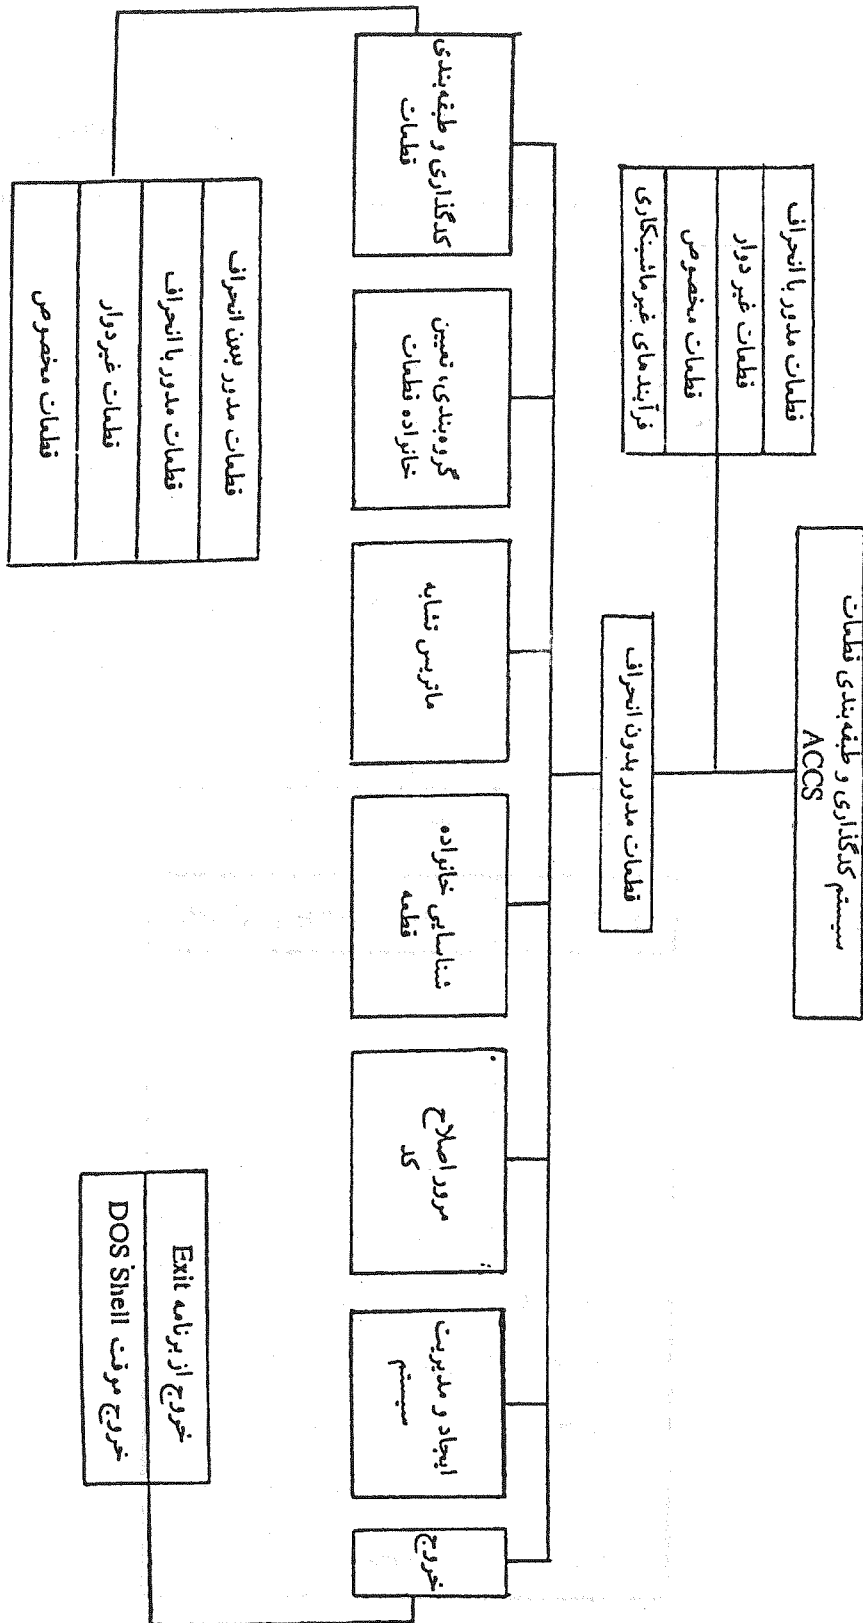 سیستم کدگذاری و طبقه‌بندی قطعات
ACCS
قطعات مدور با انحراف
قطعات غیر دوار
قطعات مخصوص
فرآیندهای غیرماشینکاری
قطعات مدور بدون انحراف
کدگذاری و طبقه‌بندی
قطعات
گروه‌بندی، تعیین
خانواده قطعات
ماتریس تشابه
شناسایی خانواده
قطعه
مرور اصلاح
کد
ایجاد و مدیریت
سیستم
خروج
قطعات مدور بدون انحراف
قطعات مدور با انحراف
قطعات غیر دوار
قطعات مخصوص
خروج از برنامه Exit
خروج موقت DOS Shell